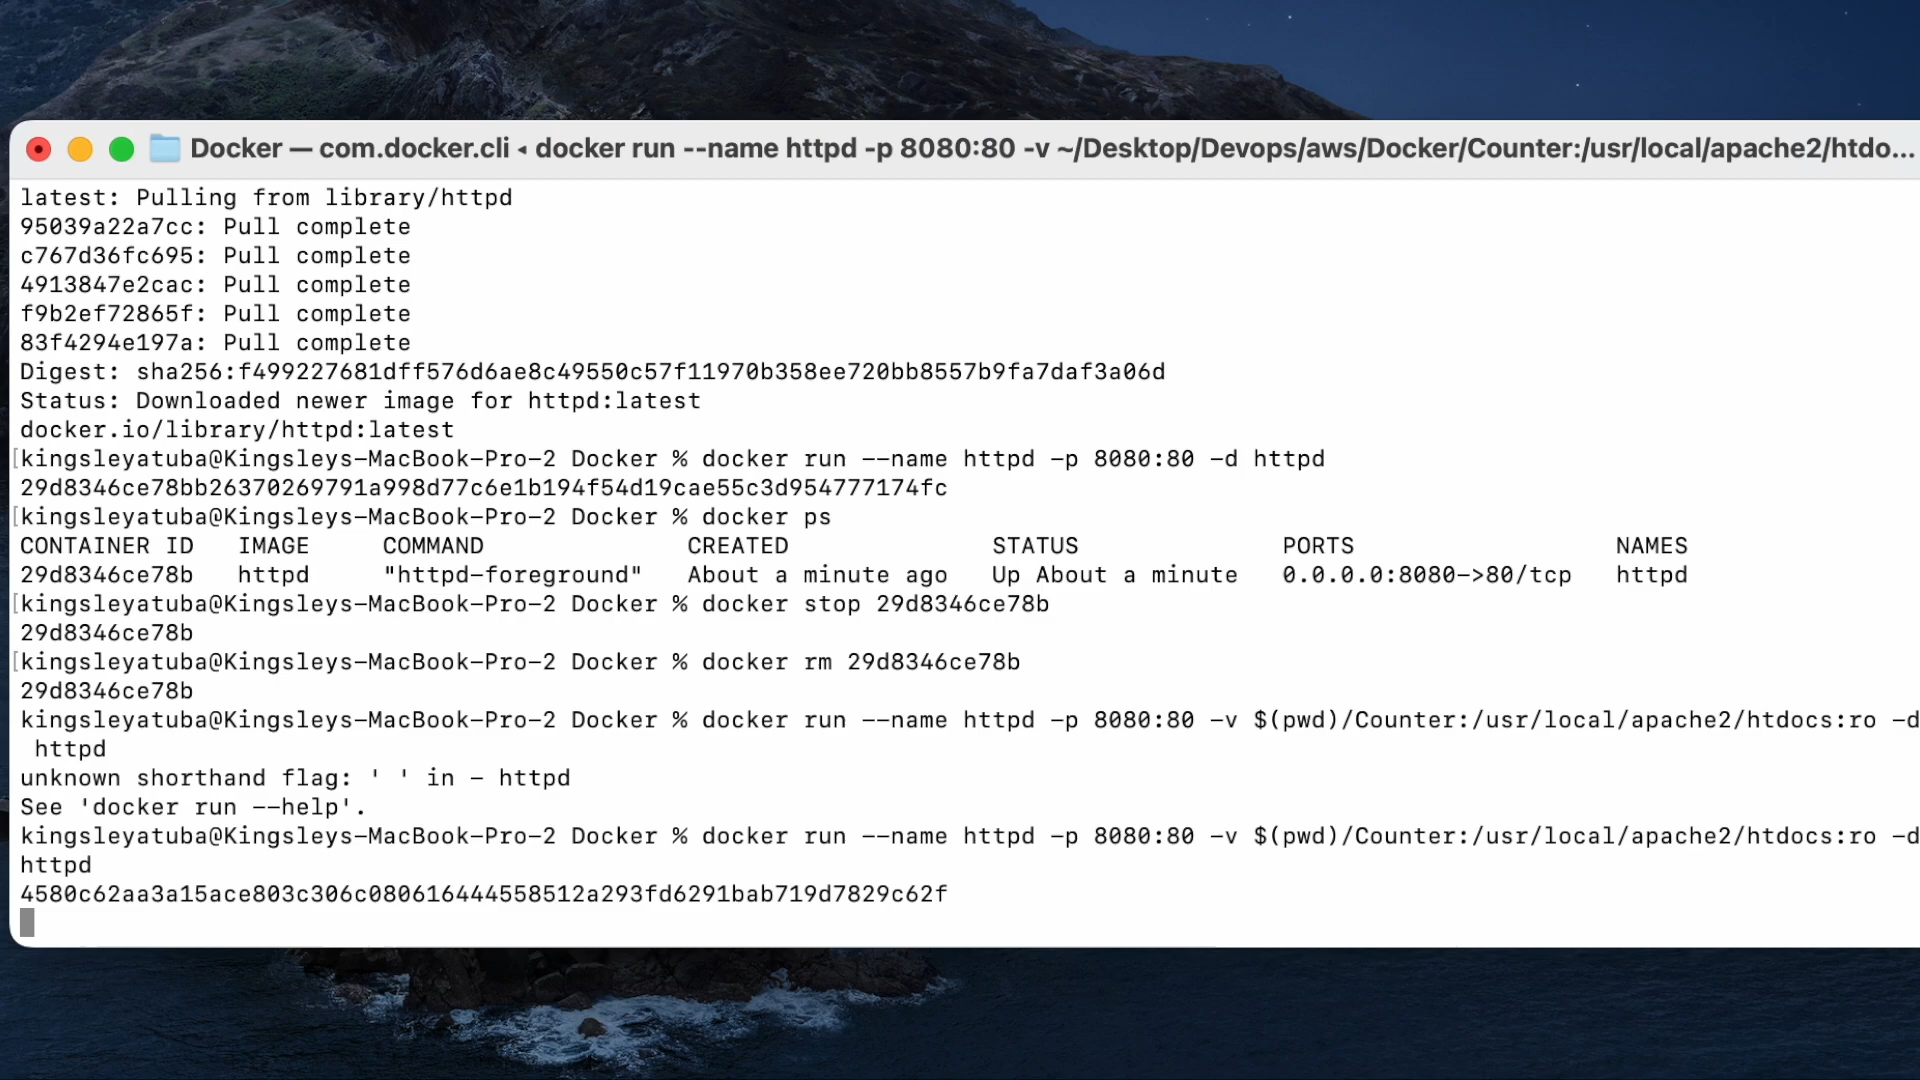 Docker — com.docker.cli ◂ docker run --name httpd -p 8080:80 -v ~/Desktop/Devops/aws/Docker/Counter:/usr/local/apache2/htdo...
latest: Pulling from library/httpd
95039a22a7cc: Pull complete
c767d36fc695: Pull complete
4913847e2cac: Pull complete
f9b2ef72865f: Pull complete
83f4294e197a: Pull complete
Digest: sha256:f499227681dff576d6ae8c49550c57f11970b358ee720bb8557b9fa7daf3a06d
Status: Downloaded newer image for httpd:latest
docker.io/library/httpd:latest
[kingsleyatuba@Kingsleys-MacBook-Pro-2 Docker % docker run --name httpd -p 8080:80 -d httpd
29d8346ce78bb26370269791a998d77c6e1b194f54d19cae55c3d954777174fc
[kingsleyatuba@Kingsleys-MacBook-Pro-2 Docker % docker ps
CONTAINER ID   IMAGE     COMMAND              CREATED              STATUS              PORTS                  NAMES
29d8346ce78b   httpd     "httpd-foreground"   About a minute ago   Up About a minute   0.0.0.0:8080->80/tcp   httpd
[kingsleyatuba@Kingsleys-MacBook-Pro-2 Docker % docker stop 29d8346ce78b
29d8346ce78b
[kingsleyatuba@Kingsleys-MacBook-Pro-2 Docker % docker rm 29d8346ce78b
29d8346ce78b
kingsleyatuba@Kingsleys-MacBook-Pro-2 Docker % docker run --name httpd -p 8080:80 -v $(pwd)/Counter:/usr/local/apache2/htdocs:ro -d
 httpd
unknown shorthand flag: ' ' in - httpd
See 'docker run --help'.
kingsleyatuba@Kingsleys-MacBook-Pro-2 Docker % docker run --name httpd -p 8080:80 -v $(pwd)/Counter:/usr/local/apache2/htdocs:ro -d
httpd
4580c62aa3a15ace803c306c080616444558512a293fd6291bab719d7829c62f